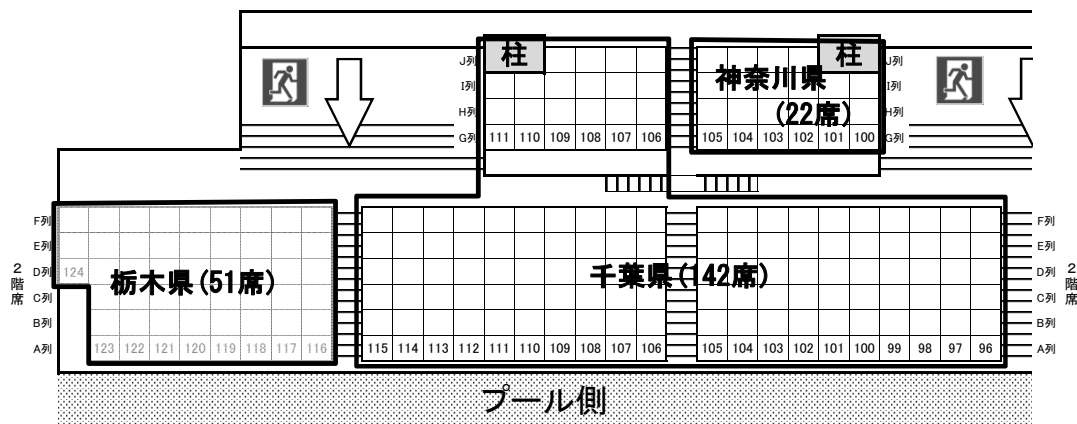 柱
柱
J列
J列
神奈川県
I列
I列
(22席)
H列
H列
G列 111 110 109 108 107 106 105 104 103 102 101 100 G列
F列
F列
E列
E列
2階席
D列 124
栃木県(51席)
千葉県(142席)
D列
2階席
C列
C列
B列
B列
A列 123 122 121 120 119 118 117 116 115 114 113 112 111 110 109 108 107 106 105 104 103 102 101 100 99 98 97 96 A列
プール側